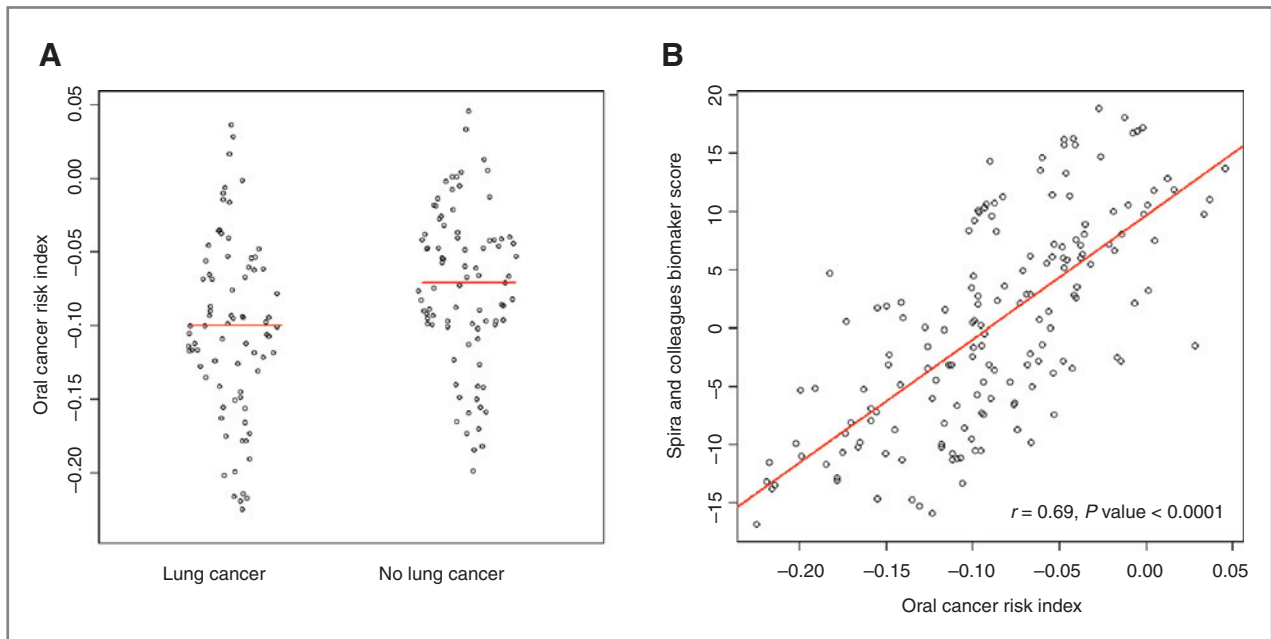 A
Oral cancer risk index
0.05
0.00
−0.05
−0.10
−0.15
−0.20
Lung cancer
No lung cancer
B
Spira and colleagues biomaker score
20
15
10
5
0
−5
−10
−15
r = 0.69, P value < 0.0001
−0.20 −0.15 −0.10 −0.05 0.00 0.05
Oral cancer risk index